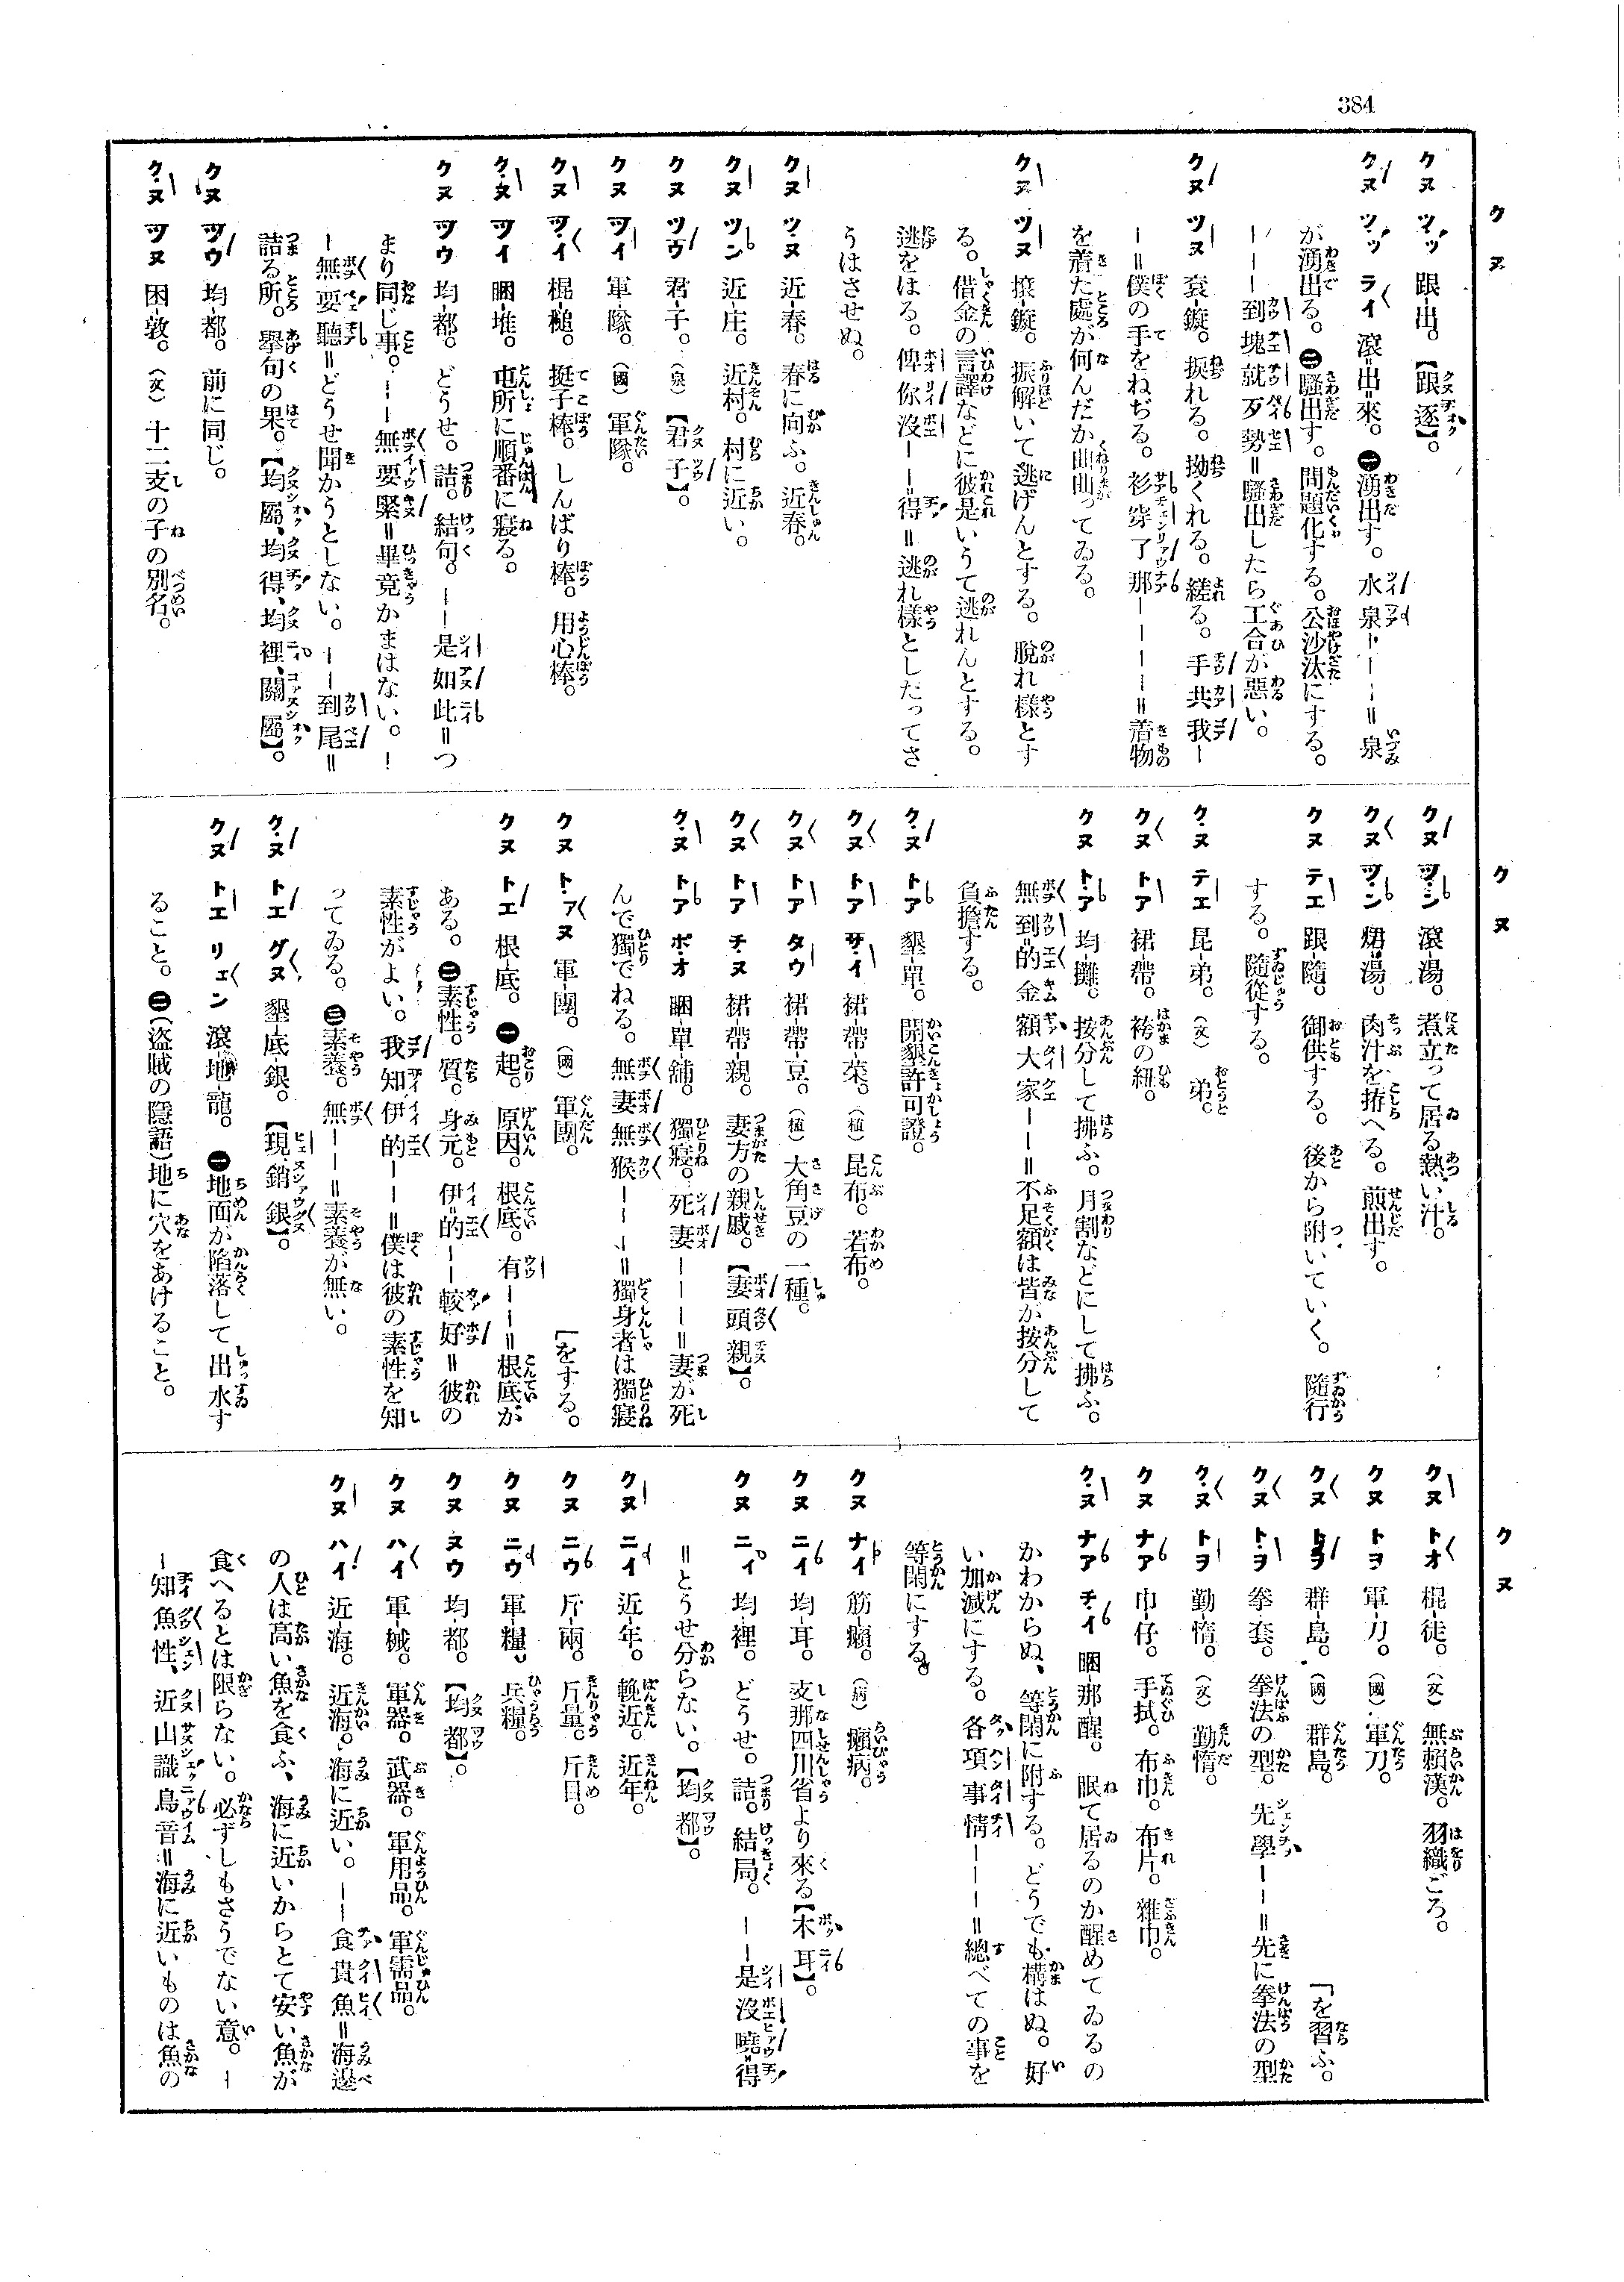 384
ク ヌ
クヌ ツッ 跟-出。【跟逐】。
クヌ ツッ ライ 滾=出-來。㊀湧出す。水泉ー---=泉
が湧出る。㊁騷出す。問題化する。公沙汰にする。
---到塊就歹勢=騷出したら工合が惡い。
クヌ ツヌ 袞-鏇。捩れる。拗くれる。縒る。手共我-
-=僕の手をねぢる。衫穿了那----=着物
を着た處が何んだか曲曲ってゐる。
クヌ ツヌ 振解いて逃げんとする。脫れ樣とす
る。借金の言譯などに彼是いうて逃れんとする。
逃をはる。俾你沒--=得=逃れ樣としだってさ
うはさせぬ。
クヌ ツヌ 近-春。春に向ふ。近春。
クヌ ツン 近-庄。近村。村に近い。
クヌ ツウ 君-子。(泉)【君子】。
クヌ ツイ 軍-隊。(國)軍隊。
クヌ ツイ 棍-槌。挺子棒。しんばり棒。用心棒。
クヌ ツイ 睏-堆。屯所に順番に寢る。
クヌ ツウ 均-都。どうせ。詰。結句。--是如此=つ
まり同じ事。---無要緊=畢竟かまはない。-
-無要聽=どうせ聞かうとしない。--到尾=
詰る所。擧句の果。【均屬、均得、均裡、關屬】。
クヌ ツウ 均-都。前に同じ。
クヌ ツヌ 困-敦。(文)十二支の子の別名。
ク ヌ
クヌ ツン 滾-湯。煮立って居る熱い汁。
クヌ ツン 焄-湯。肉汁を拵へる。煎出す。
クヌ テエ 跟-隨。御供する。後から附いていく。隨行
する。隨從する。
クヌ テエ 昆-弟。(文)弟。
クヌ トア 裙-帶。袴の紐。
クヌ トア 均-攤。按分して拂ふ。月割などにして拂ふ。
無到=的金額大家--=不足額は皆が按分して
負擔する。
クヌ トア 墾-單。開墾許可證。
クヌ トア サイ 裙-帶-菜。(植)昆布。若布。
クヌ トア タウ 裙-帶-豆。(植)大角豆の一種。
クヌ トア チヌ 裙-帶-親。妻方の親戚。【妻頭親】。
クヌ トア ポオ 睏-單-舖。獨寢。死妻---=妻が死
んで獨でねる。無妻無猴---=獨身者は獨寢
クヌ トァヌ 軍-團。(國)軍團。 [をする。
クヌ トエ 根-底。㊀起。原因。根底。有--=根底が
ある。㊁素性。質。身元。伊=的--較好=彼の
素性がよい。我知伊的--=僕は彼の素性を知
ってゐる。㊂素養。無--=素養が無い。
クヌ トエ グヌ 墾-底-銀。【現銷銀】。
クヌ トエ リェン 滾-地-龍。㊀地面が陷落して出水す
ること。㊁(盜賊の隱語)地に穴をあけること。
ク ヌ
クヌ トオ 棍-徒。(文)無賴漢。羽織ごろ。
クヌ トヲ 軍-刀。(國)軍刀。
クヌ トヲ 群-島。(國)群島。 [を習ふ。
クヌ トヲ 拳-套。拳法の型。先學--=先に拳法の型
クヌ トヲ 勤-惰。(文)勤惰。
クヌ ナア 巾-仔。手拭。布巾。布片。雜巾。
クヌ ナア チイ 睏-那-醒。眠て居るのか醒めてゐるの
かわからぬ、等閑に附する。どうでも構はぬ。好
い加減にする。各項事情---=總べての事を
等閑にする。
クヌ ナイ 筋-癩。(病)癩病。
クヌ ニイ 均-耳。支那四川省より來る【木耳】。
クヌ ニィ 均-裡。どうせ。詰。結局。--是沒曉=得
=とうせ分らない。【均都】。
クヌ ニイ 近-年。輓近。近年。
クヌ ニウ 斤-兩。斤量。斤目。
クヌ ニウ 軍-糧。兵糧。
クヌ ヌウ 均-都。【均都】。
クヌ ハイ 軍-械。軍器。武器。軍用品。軍需品。
クヌ ハイ 近-海。近海。海に近い。--食貴魚=海邊
の人は高い魚を食ふ、海に近いからとて安い魚が
食へるとは限らない。必ずしもさうでない意。-
-知魚性、近山識鳥音=海に近いものは魚の